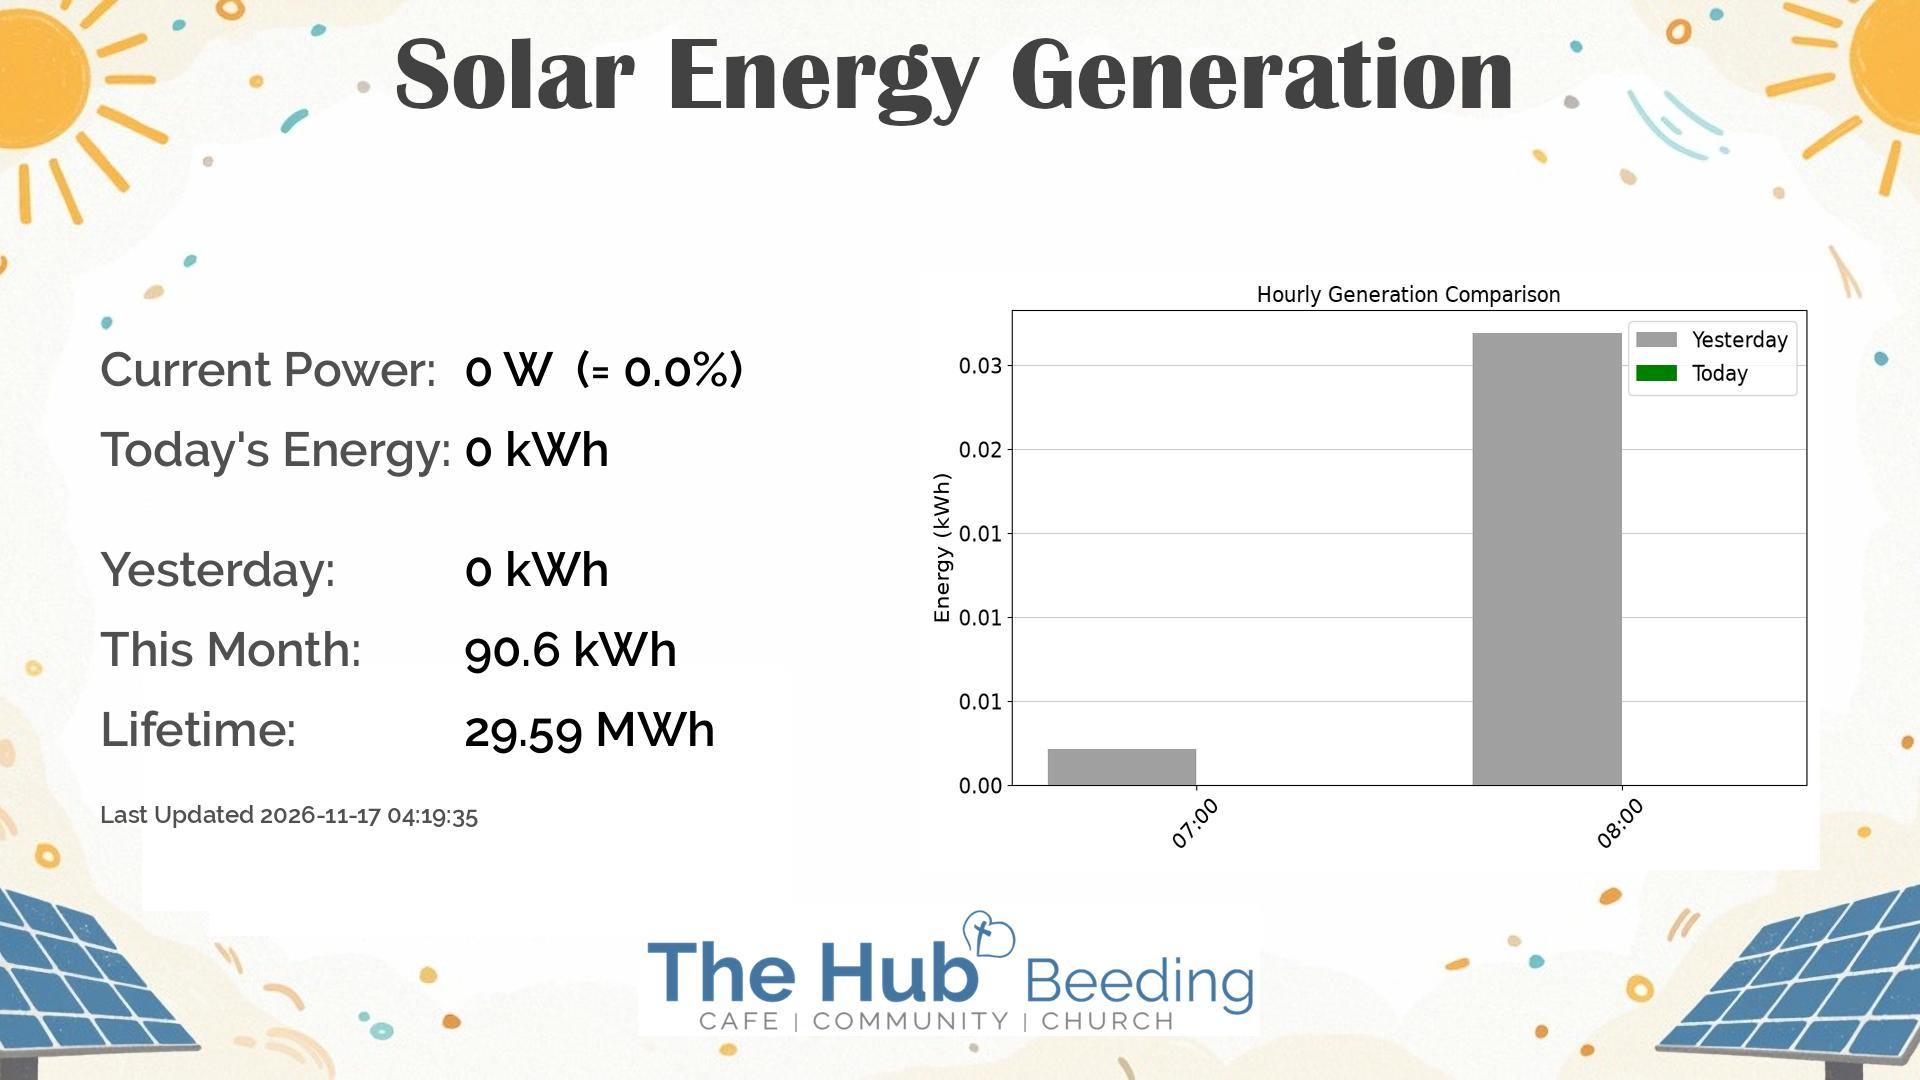 Solar Energy Generation
Current Power: 0 W (= 0.0%)
Today's Energy: 0 kWh
Yesterday: 0 kWh
This Month: 90.6 kWh
Lifetime: 29.59 MWh
Last Updated 2026-11-17 04:19:35
Hourly Generation Comparison
Yesterday
Today
Energy (kWh)
0.03
0.02
0.01
0.01
0.01
0.00
07:00
08:00
The Hub Beeding
CAFE | COMMUNITY | CHURCH